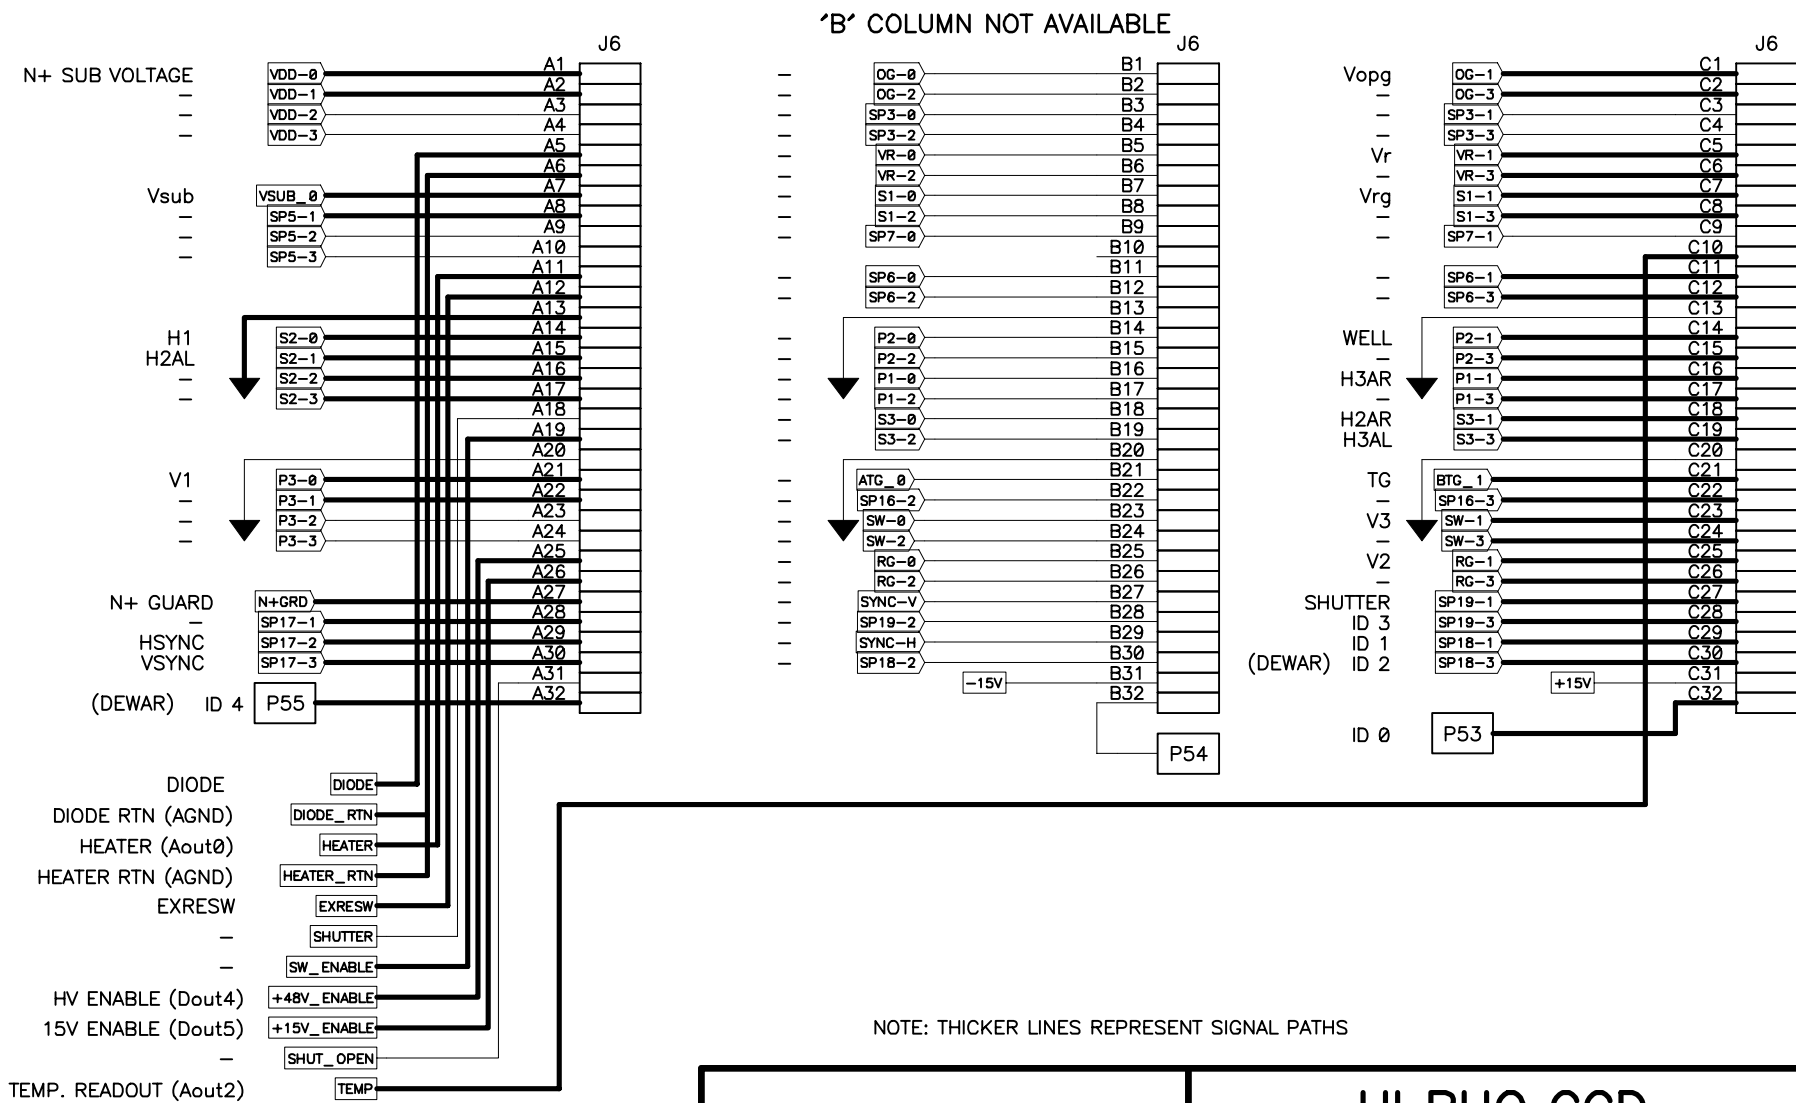 'B' COLUMN NOT AVAILABLE
J6
N+ SUB VOLTAGE VDD-0 A1
- VDD-1 A2
- VDD-2 A3
- VDD-3 A4
A5
A6
Vsub VSUB_0 A7
- SP5-1 A8
- SP5-2 A9
- SP5-3 A10
A11
A12
A13
H1 S2-0 A14
H2AL S2-1 A15
- S2-2 A16
- S2-3 A17
A18
A19
A20
V1 P3-0 A21
- P3-1 A22
- P3-2 A23
- P3-3 A24
A25
A26
N+ GUARD N+GRD A27
- SP17-1 A28
HSYNC SP17-2 A29
VSYNC SP17-3 A30
A31
(DEWAR) ID 4 P55 A32
DIODE DIODE
DIODE RTN (AGND) DIODE_RTN
HEATER (Aout0) HEATER
HEATER RTN (AGND) HEATER_RTN
EXRESW EXRESW
- SHUTTER
- SW_ENABLE
HV ENABLE (Dout4) +48V_ENABLE
15V ENABLE (Dout5) +15V_ENABLE
- SHUT_OPEN
TEMP. READOUT (Aout2) TEMP
J6
- OG-0 B1
- OG-2 B2
- SP3-0 B3
- SP3-2 B4
- VR-0 B5
- VR-2 B6
- S1-0 B7
- S1-2 B8
- SP7-0 B9
B10
- SP6-0 B11
- SP6-2 B12
B13
- P2-0 B14
- P2-2 B15
- P1-0 B16
- P1-2 B17
- S3-0 B18
- S3-2 B19
B20
- ATG_0 B21
- SP16-2 B22
- SW-0 B23
- SW-2 B24
- RG-0 B25
- RG-2 B26
- SYNC-V B27
- SP19-2 B28
- SYNC-H B29
- SP18-2 B30
-15V B31
B32
P54
J6
Vopg OG-1 C1
- OG-3 C2
- SP3-1 C3
- SP3-3 C4
Vr VR-1 C5
- VR-3 C6
Vrg S1-1 C7
- S1-3 C8
- SP7-1 C9
C10
- SP6-1 C11
- SP6-3 C12
C13
WELL P2-1 C14
- P2-3 C15
H3AR P1-1 C16
- P1-3 C17
H2AR S3-1 C18
H3AL S3-3 C19
C20
TG BTG_1 C21
- SP16-3 C22
V3 SW-1 C23
- SW-3 C24
V2 RG-1 C25
- RG-3 C26
SHUTTER SP19-1 C27
ID 3 SP19-3 C28
ID 1 SP18-1 C29
(DEWAR) ID 2 SP18-3 C30
+15V C31
C32
ID 0 P53
NOTE: THICKER LINES REPRESENT SIGNAL PATHS